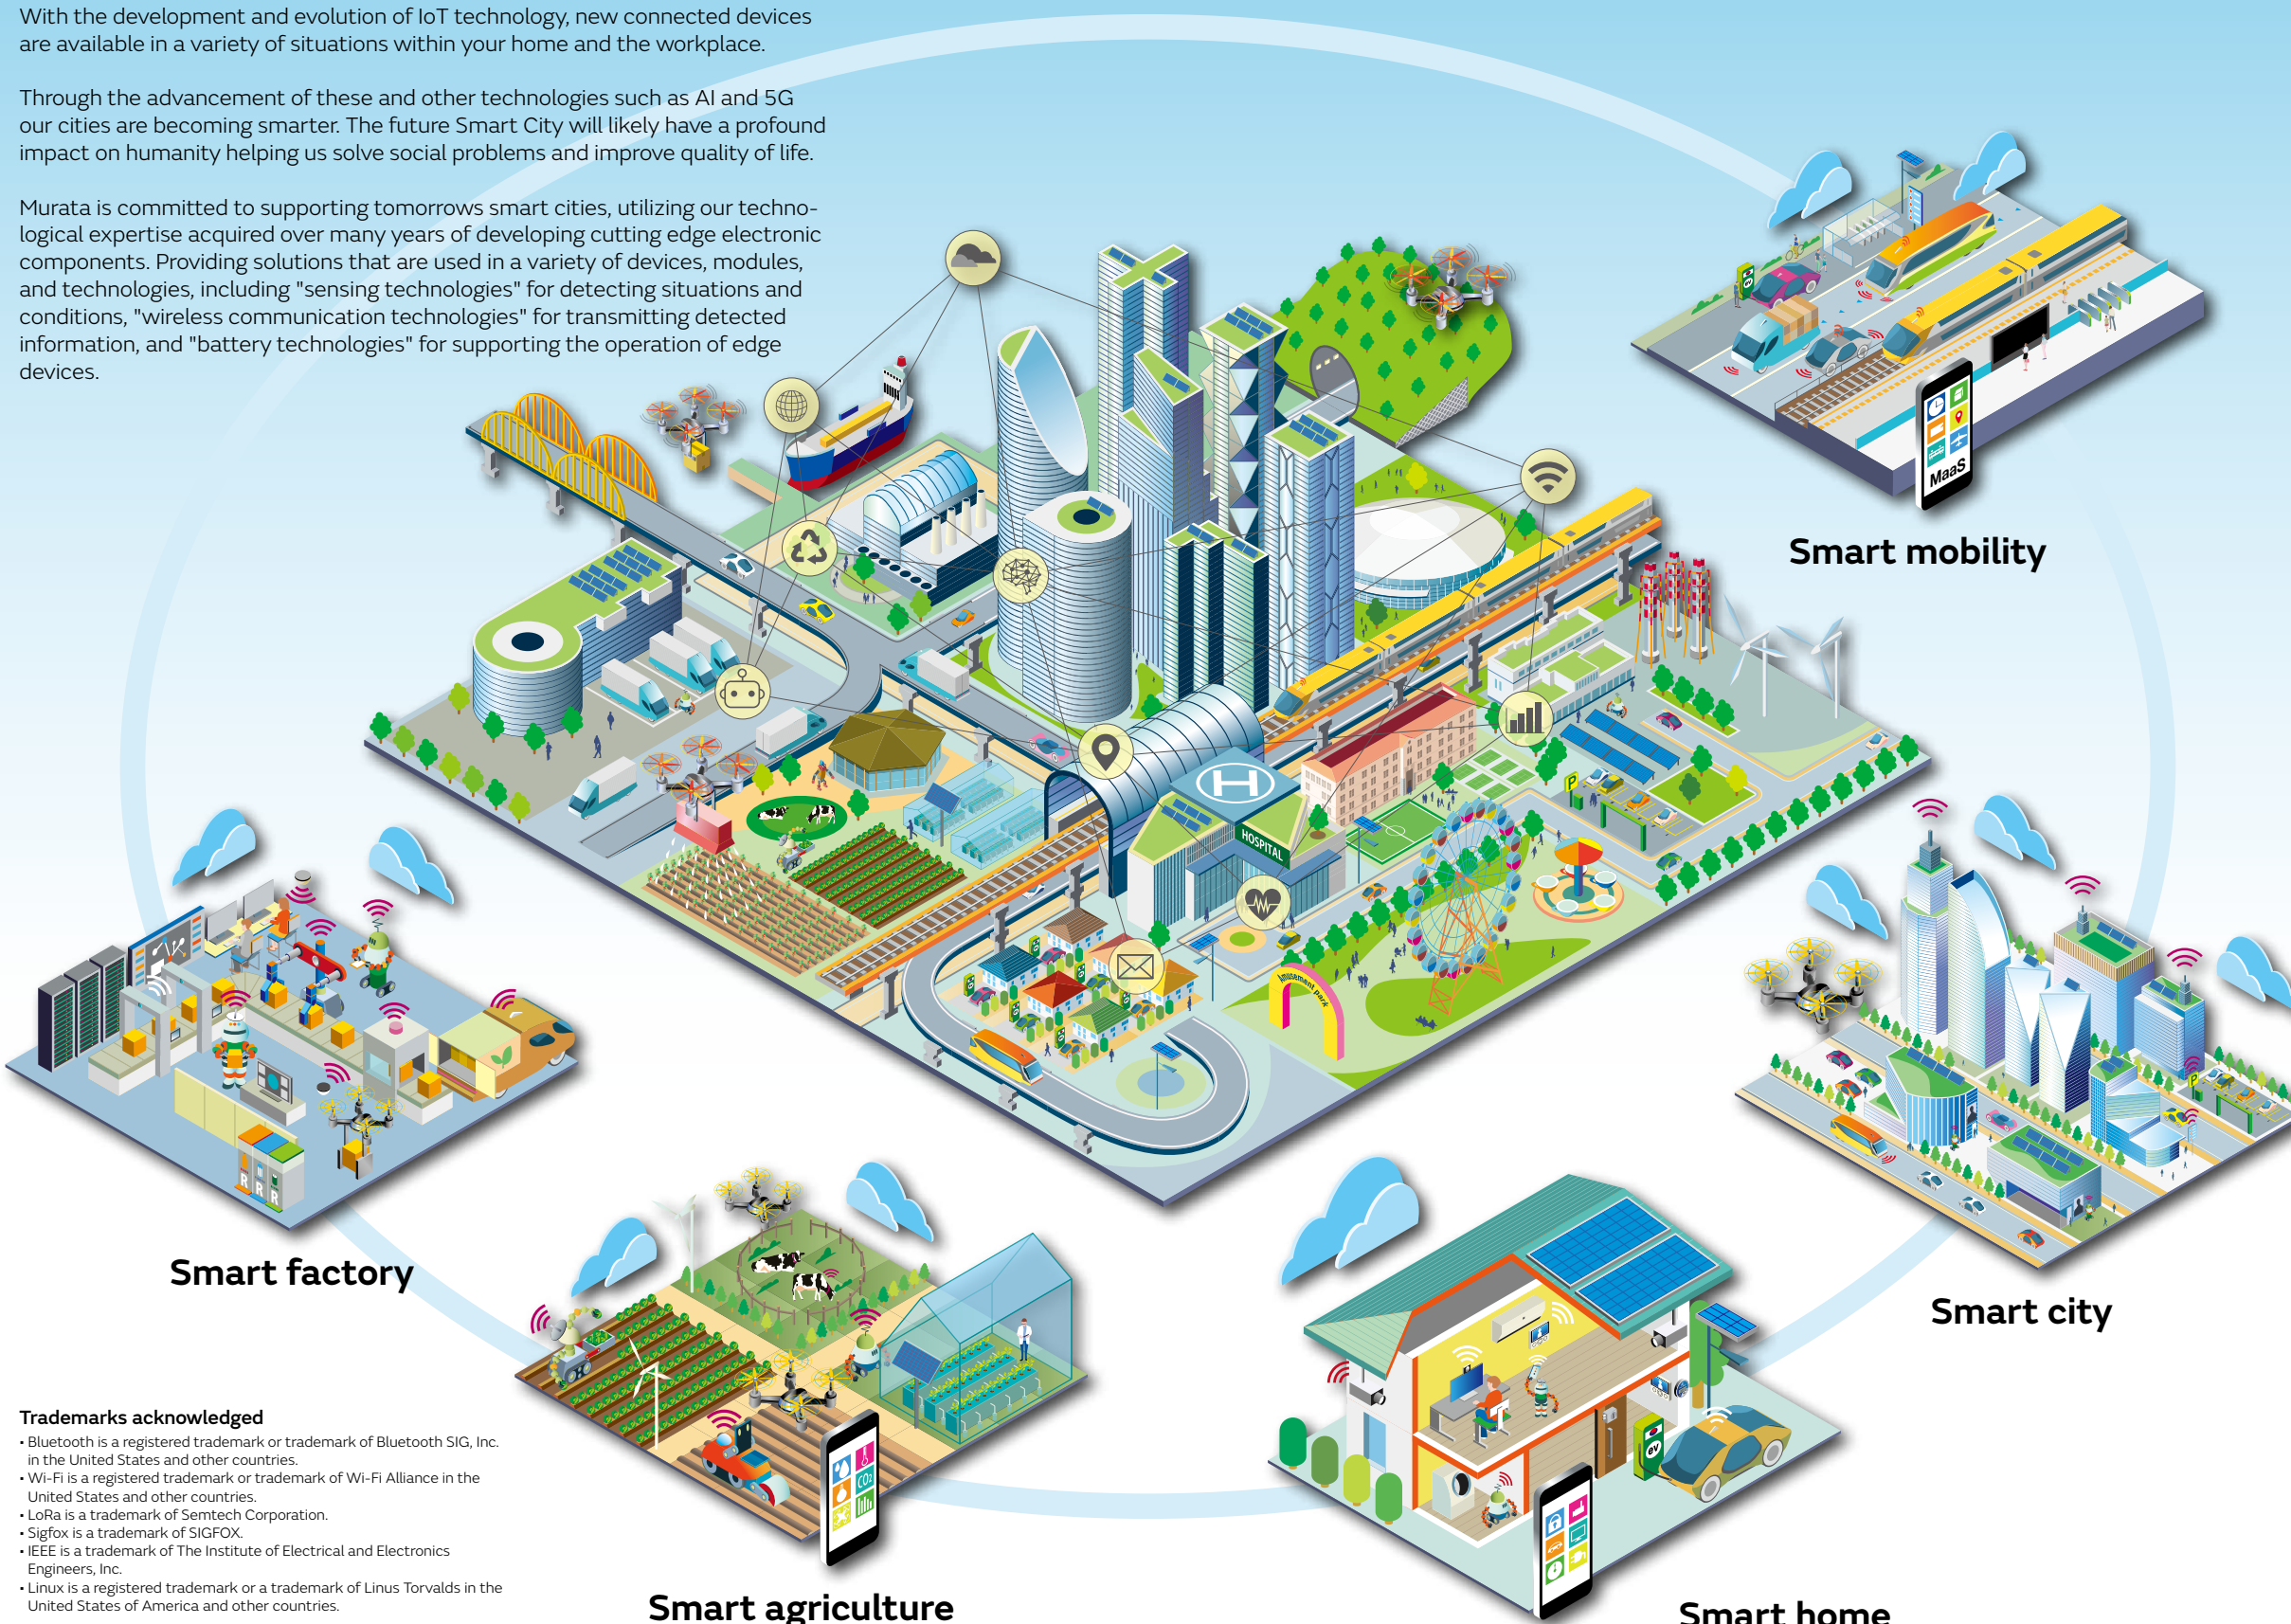 With the development and evolution of IoT technology, new connected devices
are available in a variety of situations within your home and the workplace.
Through the advancement of these and other technologies such as AI and 5G
our cities are becoming smarter. The future Smart City will likely have a profound
impact on humanity helping us solve social problems and improve quality of life.
Murata is committed to supporting tomorrows smart cities, utilizing our techno-
logical expertise acquired over many years of developing cutting edge electronic
components. Providing solutions that are used in a variety of devices, modules,
and technologies, including "sensing technologies" for detecting situations and
conditions, "wireless communication technologies" for transmitting detected
information, and "battery technologies" for supporting the operation of edge
devices.
MaaS
Smart mobility
H
HOSPITAL
P
Amusement park
P
R R R
Smart factory
Smart city
CO2
ev
Smart agriculture
Smart home
Trademarks acknowledged
• Bluetooth is a registered trademark or trademark of Bluetooth SIG, Inc.
in the United States and other countries.
• Wi-Fi is a registered trademark or trademark of Wi-Fi Alliance in the
United States and other countries.
• LoRa is a trademark of Semtech Corporation.
• Sigfox is a trademark of SIGFOX.
• IEEE is a trademark of The Institute of Electrical and Electronics
Engineers, Inc.
• Linux is a registered trademark or a trademark of Linus Torvalds in the
United States of America and other countries.